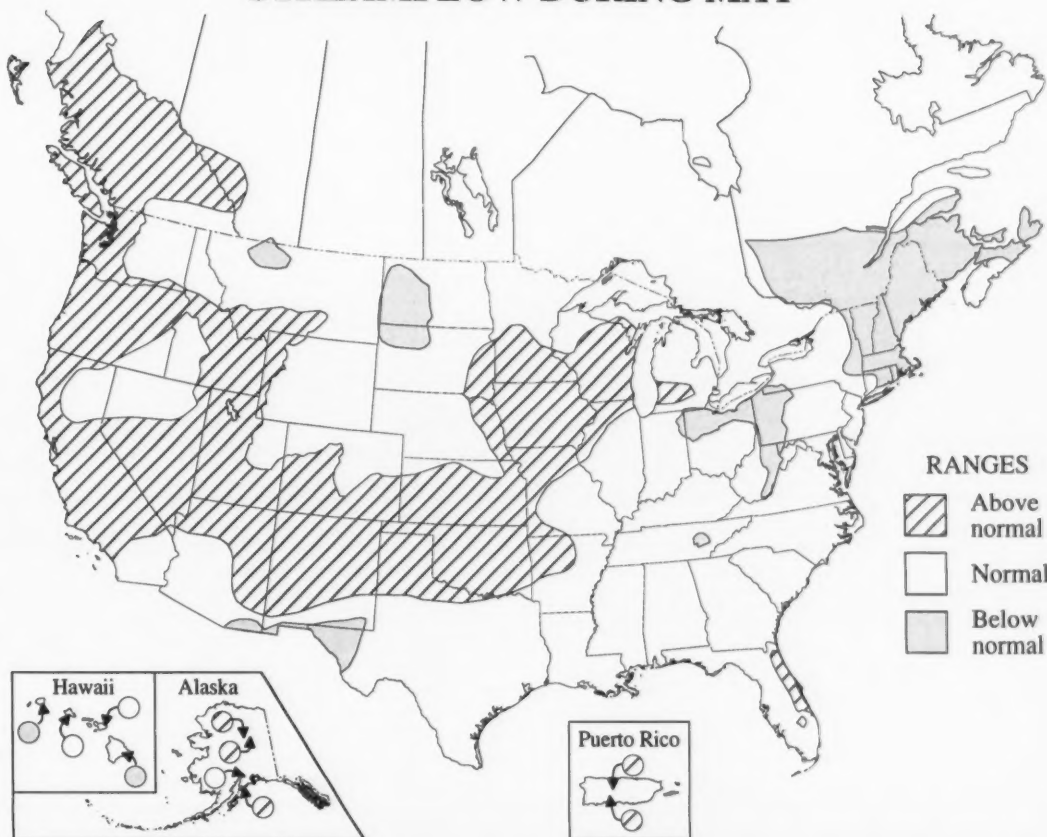 STREAMFLOW DURING MAY
RANGES
Above
normal
Normal
Below
normal
Hawaii
Alaska
Puerto Rico